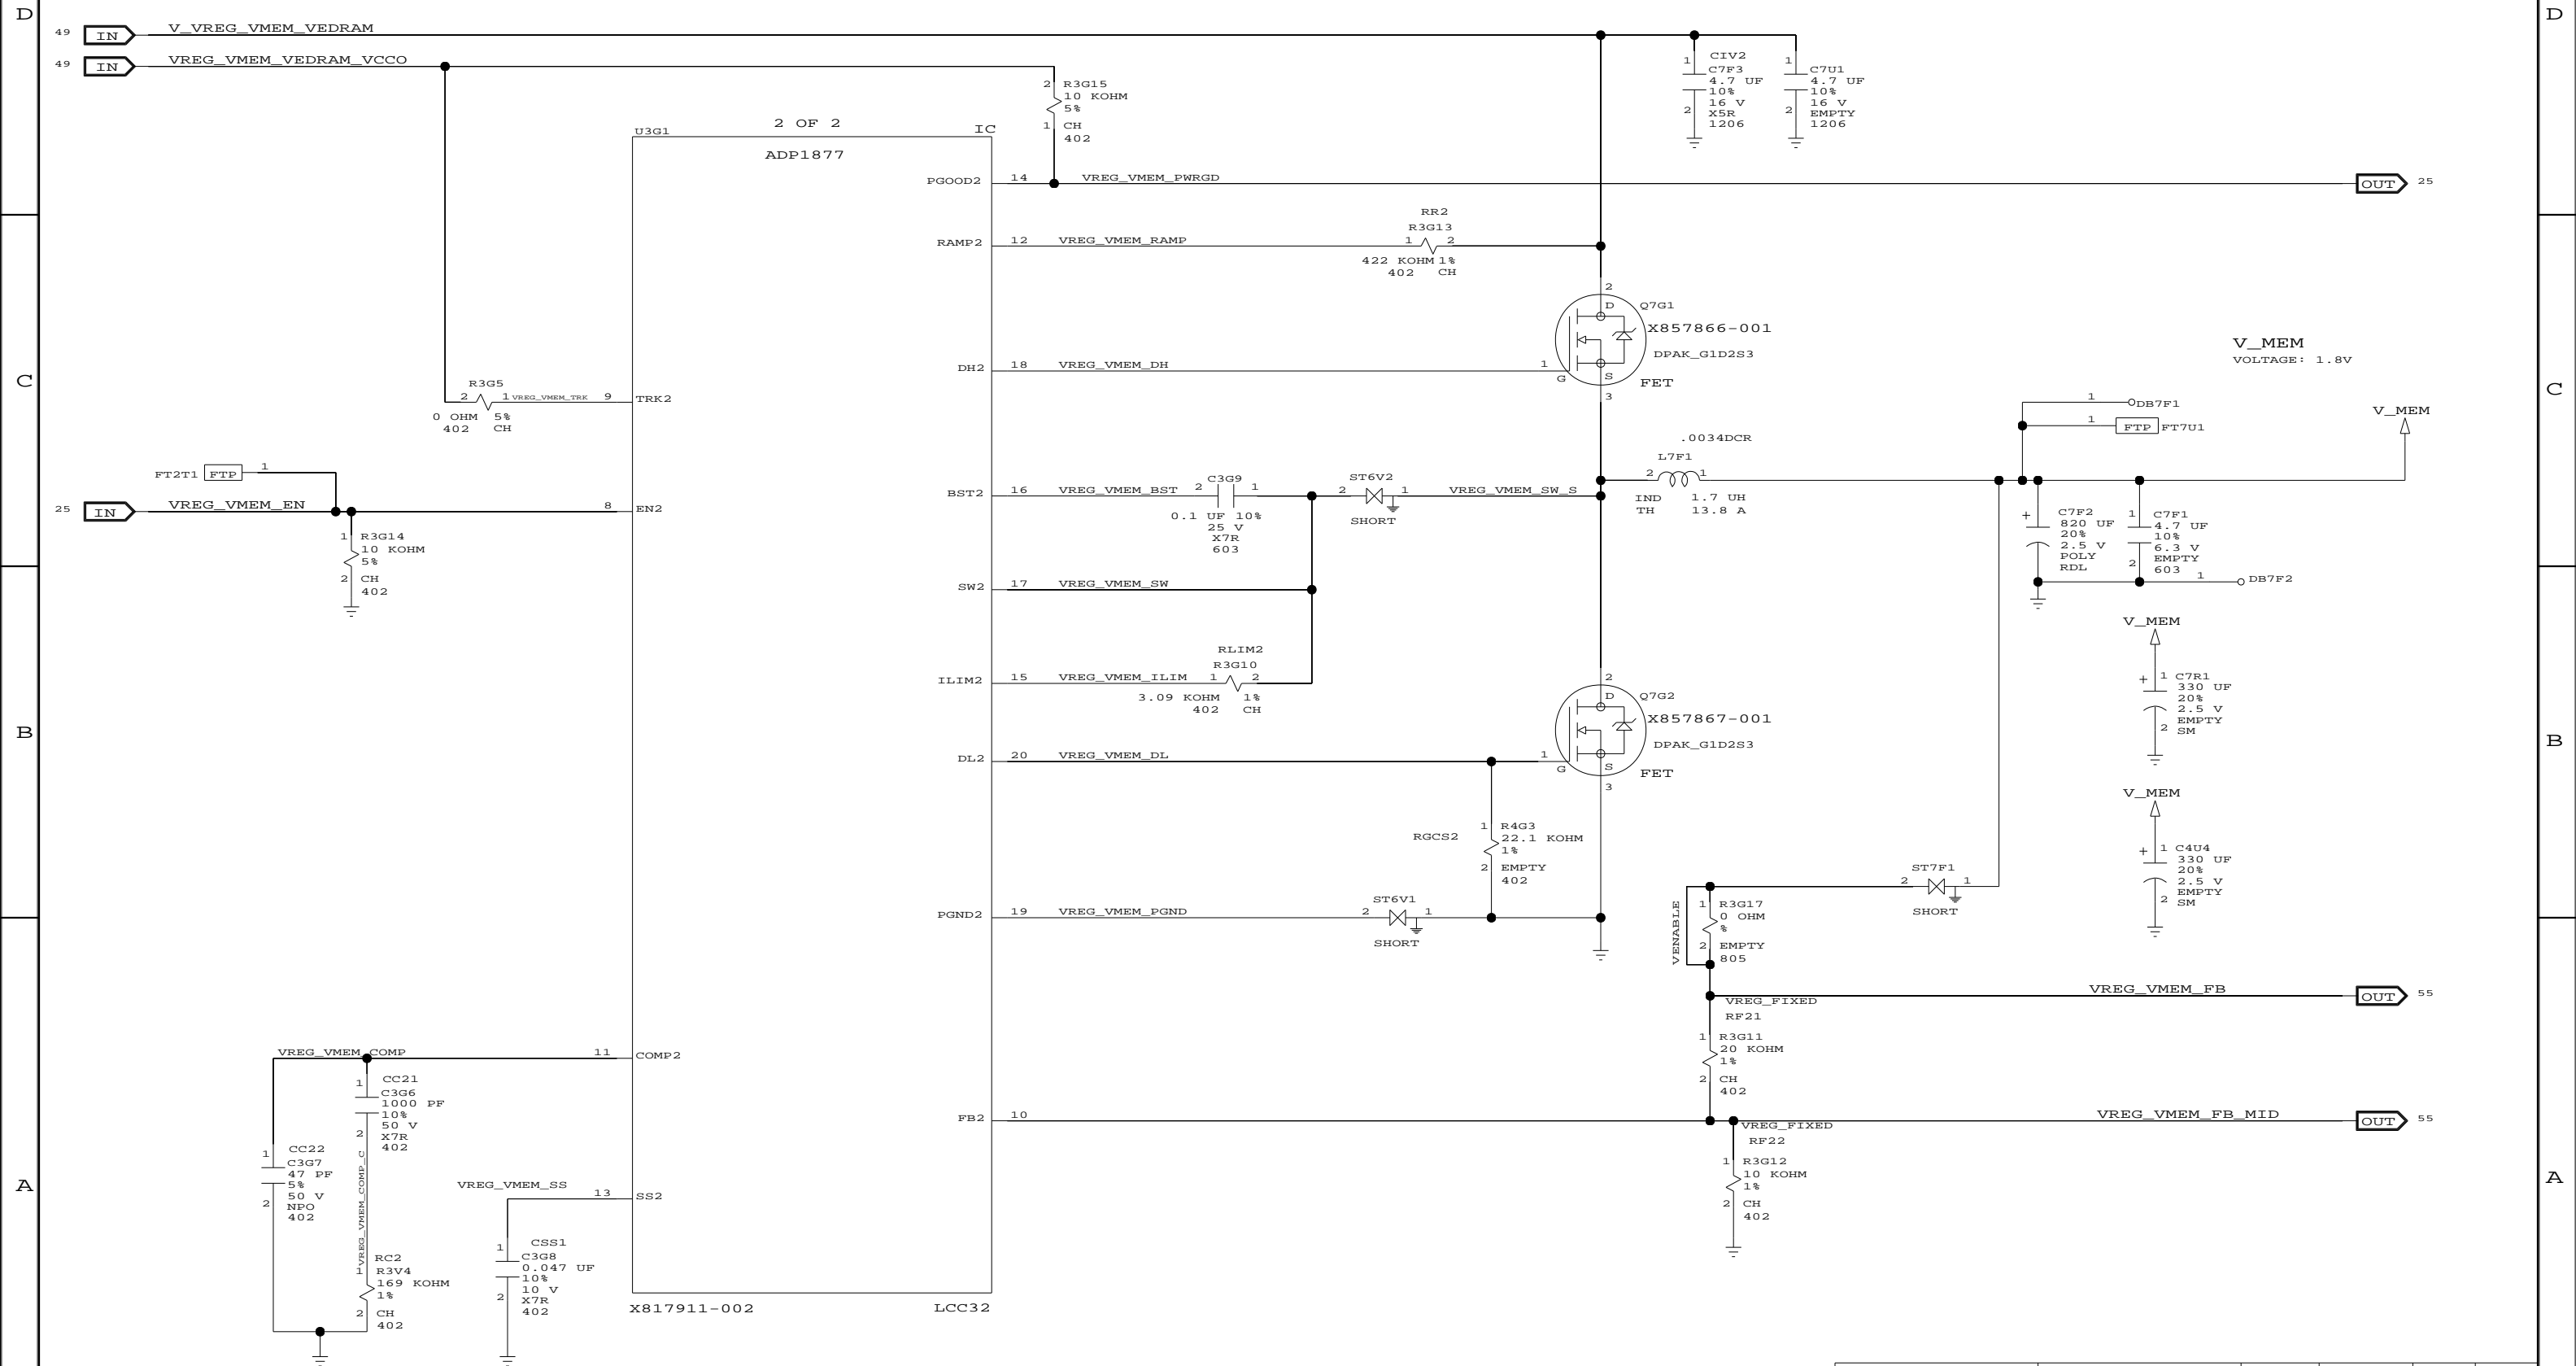 D
D
49 IN V_VREG_VMEM_VEDRAM
49 IN VREG_VMEM_VEDRAM_VCCO
CIV2
1 C7F3
4.7 UF
10%
16 V
2 X5R
1206
1 C7U1
4.7 UF
10%
16 V
2 EMPTY
1206
2 R3G15
10 KOHM
5%
1 CH
402
U3G1
2 OF 2
IC
ADP1877
PGOOD2 14 VREG_VMEM_PWRGD
OUT 25
RAMP2 12 VREG_VMEM_RAMP
RR2
R3G13
1 2
422 KOHM 1%
402 CH
2
D
Q7G1
X857866-001
DPAK_G1D2S3
G
S
FET
3
DH2 18 VREG_VMEM_DH 1
C
C
V_MEM
VOLTAGE: 1.8V
R3G5
2 1 VREG_VMEM_TRK 9 TRK2
0 OHM 5%
402 CH
1 DB7F1
1 FTP FT7U1
V_MEM
.0034DCR
L7F1
2 1
IND 1.7 UH
TH 13.8 A
FT2T1 FTP 1
25 IN VREG_VMEM_EN 8 EN2
1 R3G14
10 KOHM
5%
2 CH
402
BST2 16 VREG_VMEM_BST
C3G9
2 1
0.1 UF 10%
25 V
X7R
603
ST6V2
2 1
SHORT
VREG_VMEM_SW_S
+ C7F2
820 UF
20%
2.5 V
POLY
RDL
1 C7F1
4.7 UF
10%
6.3 V
EMPTY
2 603
1 DB7F2
SW2 17 VREG_VMEM_SW
RLIM2
R3G10
ILIM2 15 VREG_VMEM_ILIM 1 2
3.09 KOHM 1%
402 CH
V_MEM
+ 1 C7R1
330 UF
20%
2.5 V
2 EMPTY
SM
B
B
2
D
Q7G2
X857867-001
DPAK_G1D2S3
G
S
FET
3
DL2 20 VREG_VMEM_DL 1
V_MEM
+ 1 C4U4
330 UF
20%
2.5 V
2 EMPTY
SM
RGCS2
1 R4G3
22.1 KOHM
1%
2 EMPTY
402
PGND2 19 VREG_VMEM_PGND
ST6V1
2 1
SHORT
ST7F1
2 1
SHORT
VENABLE
1 R3G17
0 OHM
%
2 EMPTY
805
VREG_VMEM_FB OUT 55
VREG_FIXED
RF21
1 R3G11
20 KOHM
1%
2 CH
402
VREG_VMEM_COMP 11 COMP2
CC21
1 C3G6
1000 PF
10%
50 V
2 X7R
402
FB2 10
VREG_VMEM_FB_MID OUT 55
VREG_FIXED
RF22
1 R3G12
10 KOHM
1%
2 CH
402
CC22
1 C3G7
47 PF
5%
50 V
2 NPO
402
VREG_VMEM_COMP_C
A
A
VREG_VMEM_SS 13 SS2
CSS1
1 C3G8
0.047 UF
10%
10 V
2 X7R
402
RC2
1 R3V4
169 KOHM
1%
2 CH
402
X817911-002
LCC32